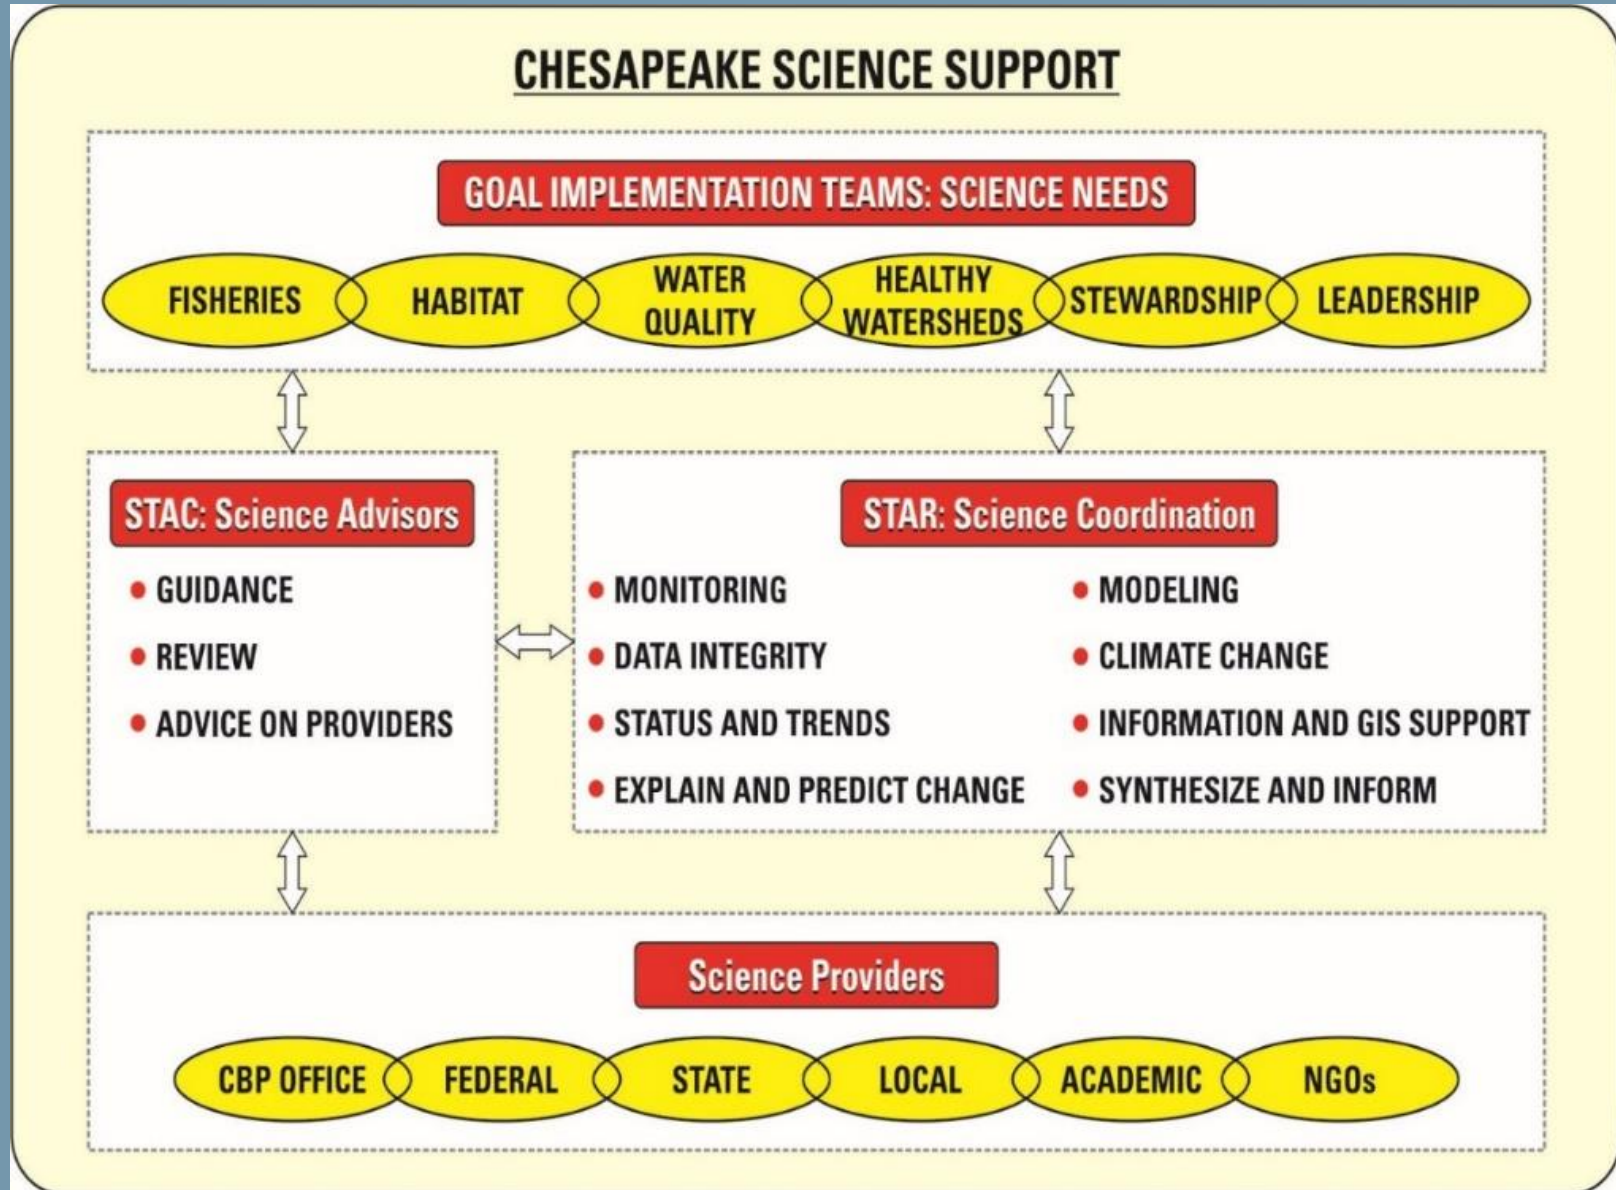 CHESAPEAKE SCIENCE SUPPORT
GOAL IMPLEMENTATION TEAMS: SCIENCE NEEDS
FISHERIES
HABITAT
WATER
QUALITY
HEALTHY
WATERSHEDS
STEWARDSHIP
LEADERSHIP
STAC: Science Advisors
• GUIDANCE
• REVIEW
• ADVICE ON PROVIDERS
STAR: Science Coordination
• MONITORING
• DATA INTEGRITY
• STATUS AND TRENDS
• EXPLAIN AND PREDICT CHANGE
• MODELING
• CLIMATE CHANGE
• INFORMATION AND GIS SUPPORT
• SYNTHESIZE AND INFORM
Science Providers
CBP OFFICE
FEDERAL
STATE
LOCAL
ACADEMIC
NGOs